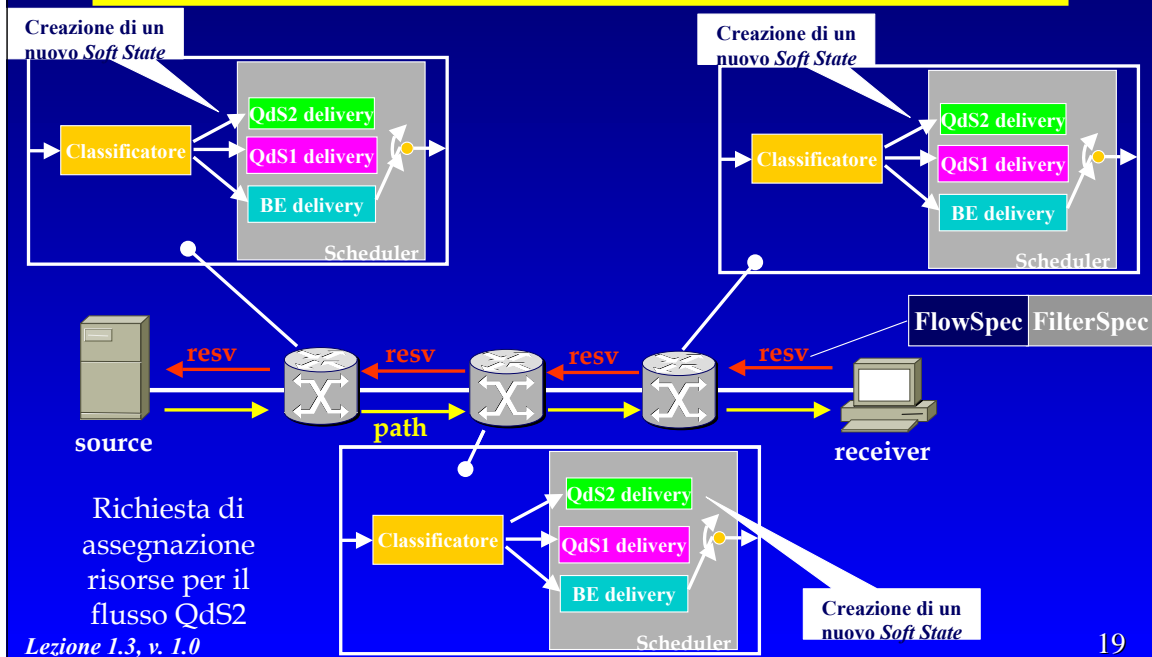 Creazione di un
nuovo Soft State
QdS2 delivery
Classificatore
QdS1 delivery
BE delivery
Scheduler
Creazione di un
nuovo Soft State
QdS2 delivery
Classificatore
QdS1 delivery
BE delivery
Scheduler
FlowSpec FilterSpec
resv
resv
resv
resv
path
source
receiver
QdS2 delivery
Classificatore
QdS1 delivery
BE delivery
Scheduler
Creazione di un
nuovo Soft State
Richiesta di
assegnazione
risorse per il
flusso QdS2
Lezione 1.3, v. 1.0
19